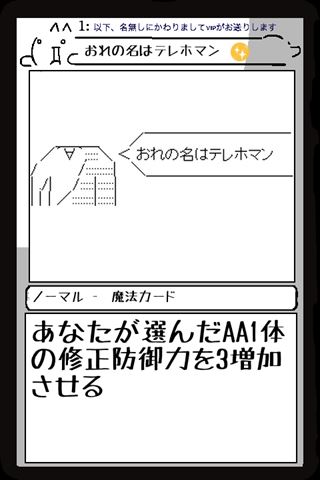 1: 以下、名無しにかわりましてVIPがお送りします
おれの名はテレホマン
おれの名はテレホマン
ノーマル - 魔法カード
あなたが選んだAA1体
の修正防御力を3増加
させる